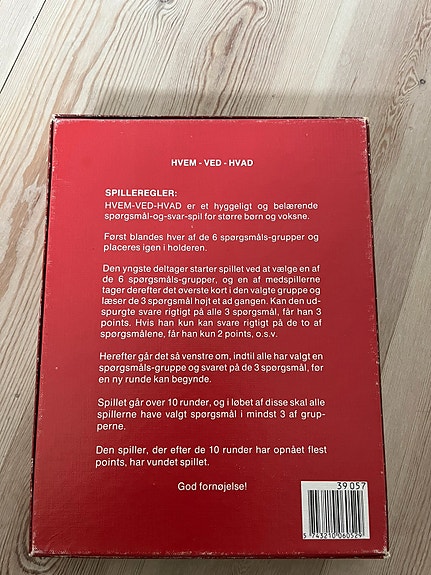 HVEM - VED - HVAD
SPILLEREGLER:
HVEM-VED-HVAD er et hyggeligt og belærende
spørgsmål-og-svar-spil for større børn og voksne.
Først blandes hver af de 6 spørgsmåls-grupper og
placeres igen i holderen.
Den yngste deltager starter spillet ved at vælge en af
de 6 spørgsmåls-grupper, og en af medspillerne
tager derefter det øverste kort i den valgte gruppe og
læser de 3 spørgsmål højt et ad gangen. Kan den ud-
spurgte svare rigtigt på alle 3 spørgsmål, får han 3
points. Hvis han kun kan svare rigtigt på de to af
spørgsmålene, får han kun 2 points, o.s.v.
Herefter går det så venstre om, indtil alle har valgt en
spørgsmåls-gruppe og svaret på de 3 spørgsmål, før
en ny runde kan begynde.
Spillet går over 10 runder, og i løbet af disse skal alle
spillerne have valgt spørgsmål i mindst 3 af grup-
perne.
Den spiller, der efter de 10 runder har opnået flest
points, har vundet spillet.
God fornøjelse!
39 057
5 743210 060529